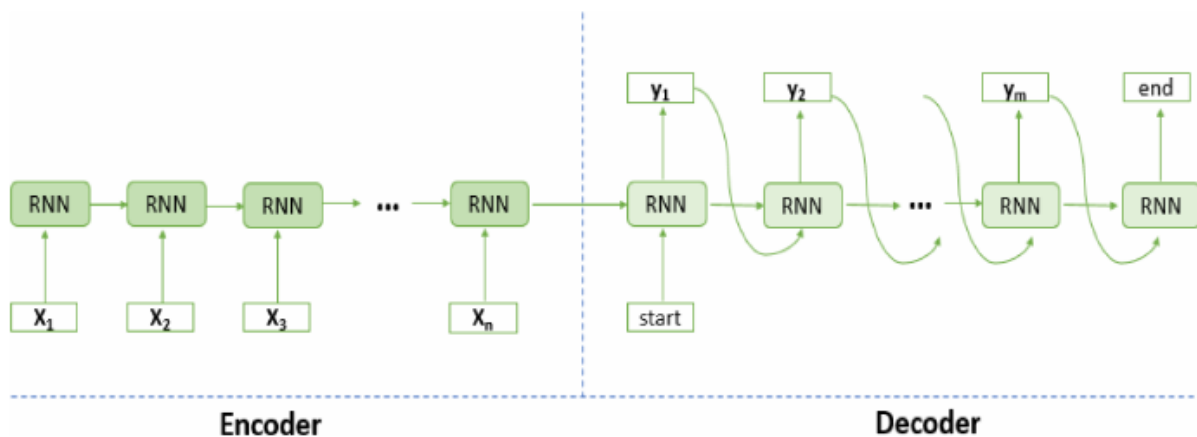 y₁ y₂ yₘ end
RNN RNN RNN ... RNN RNN RNN ... RNN RNN
X₁ X₂ X₃ Xₙ start
Encoder Decoder